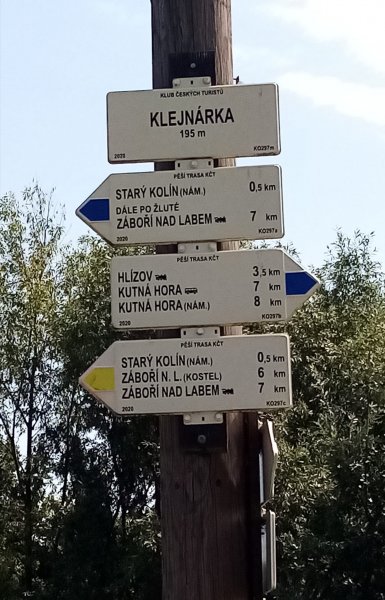 KLUB ČESKÝCH TURISTŮ
KLEJNÁRKA
195 m
2020 KO297m
PĚŠÍ TRASA KČT
STARÝ KOLÍN (NÁM.) 0,5 km
DÁLE PO ŽLUTÉ
ZÁBOŘÍ NAD LABEM 7 km
2020 KO297a
PĚŠÍ TRASA KČT
HLÍZOV 3,5 km
KUTNÁ HORA 7 km
KUTNÁ HORA (NÁM.) 8 km
2020 KO297b
PĚŠÍ TRASA KČT
STARÝ KOLÍN (NÁM.) 0,5 km
ZÁBOŘÍ N. L. (KOSTEL) 6 km
ZÁBOŘÍ NAD LABEM 7 km
2020 KO297c